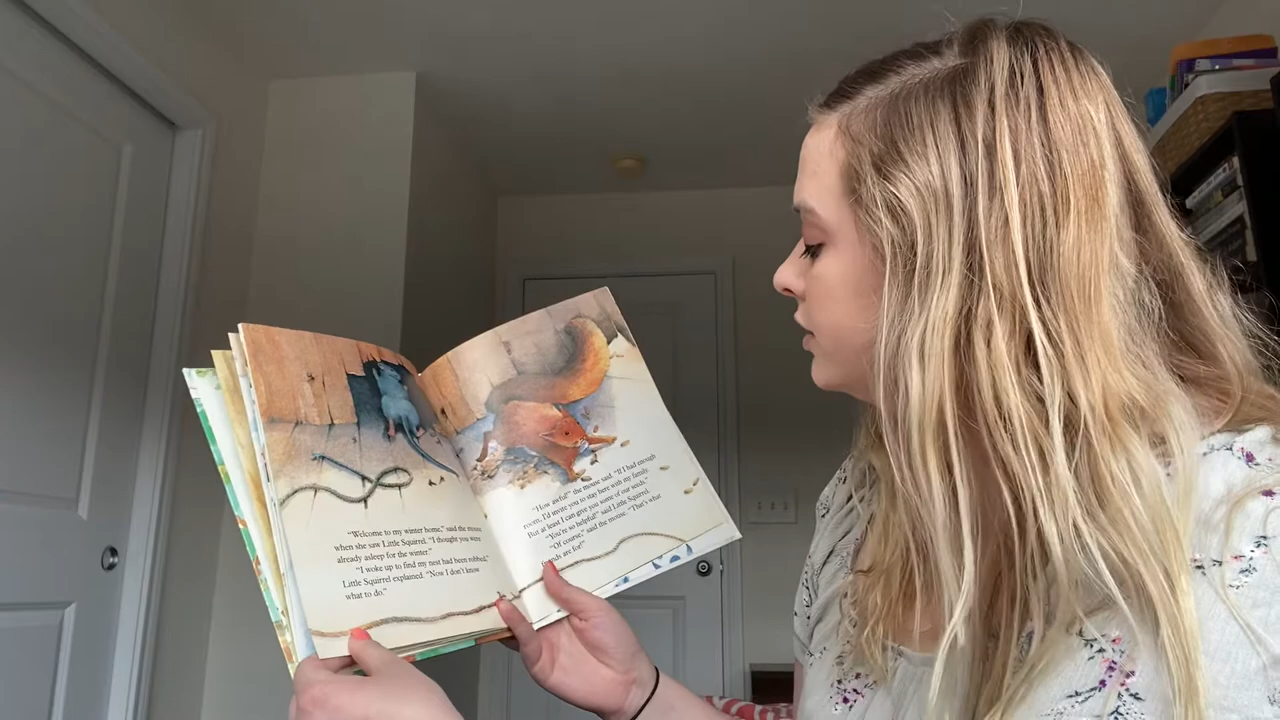 "Welcome to my winter home," said the mouse
when she saw Little Squirrel. "I thought you were
already asleep for the winter."
"I woke up to find my nest had been robbed,"
Little Squirrel explained. "Now I don't know
what to do."
"How awful!" the mouse said. "If I had enough
room, I'd invite you to stay here with my family.
But at least I can give you some of our seeds."
"You're so helpful!" said Little Squirrel.
"Of course," said the mouse. "That's what
are for!"